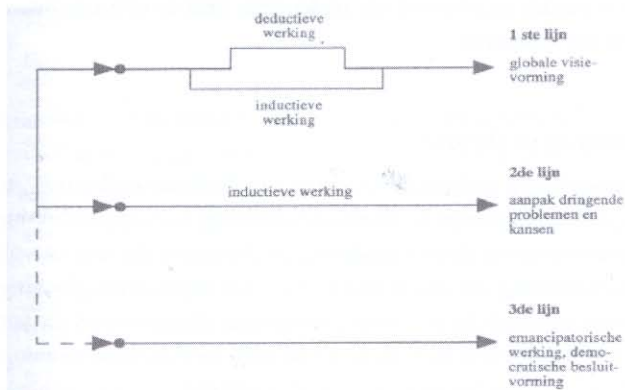 deductieve
werking
1 ste lijn
globale visie-
vorming
inductieve
werking
2de lijn
inductieve werking
aanpak dringende
problemen en
kansen
3de lijn
emancipatorische
werking, demo-
cratische besluit-
vorming